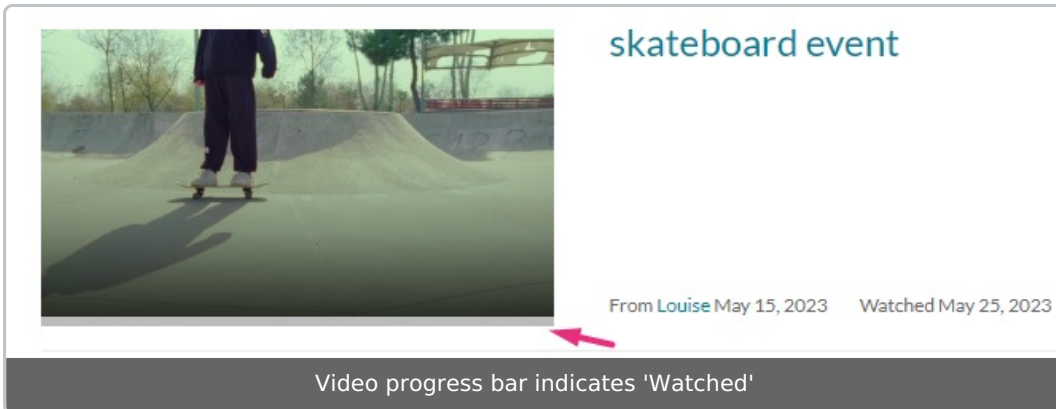 skateboard event
From Louise May 15, 2023 Watched May 25, 2023
Video progress bar indicates 'Watched'